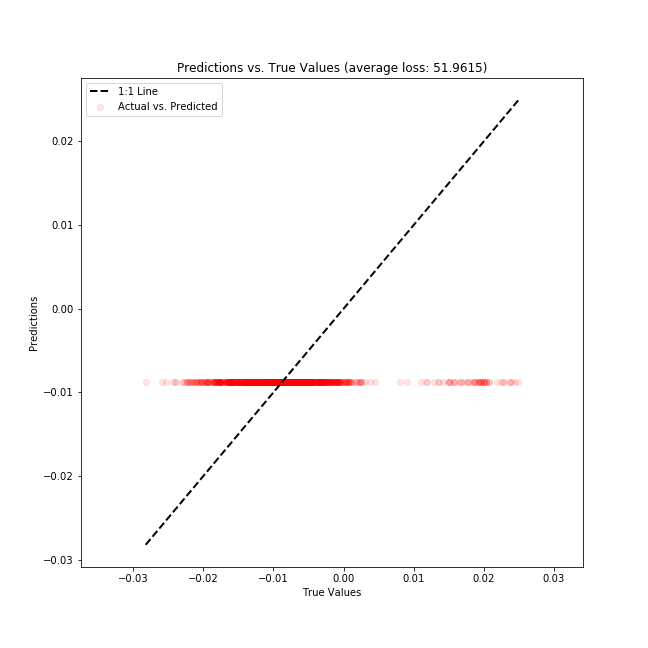 Predictions vs. True Values (average loss: 51.9615)
1:1 Line
Actual vs. Predicted
0.02
0.01
0.00
−0.01
−0.02
−0.03
Predictions
−0.03 −0.02 −0.01 0.00 0.01 0.02 0.03
True Values